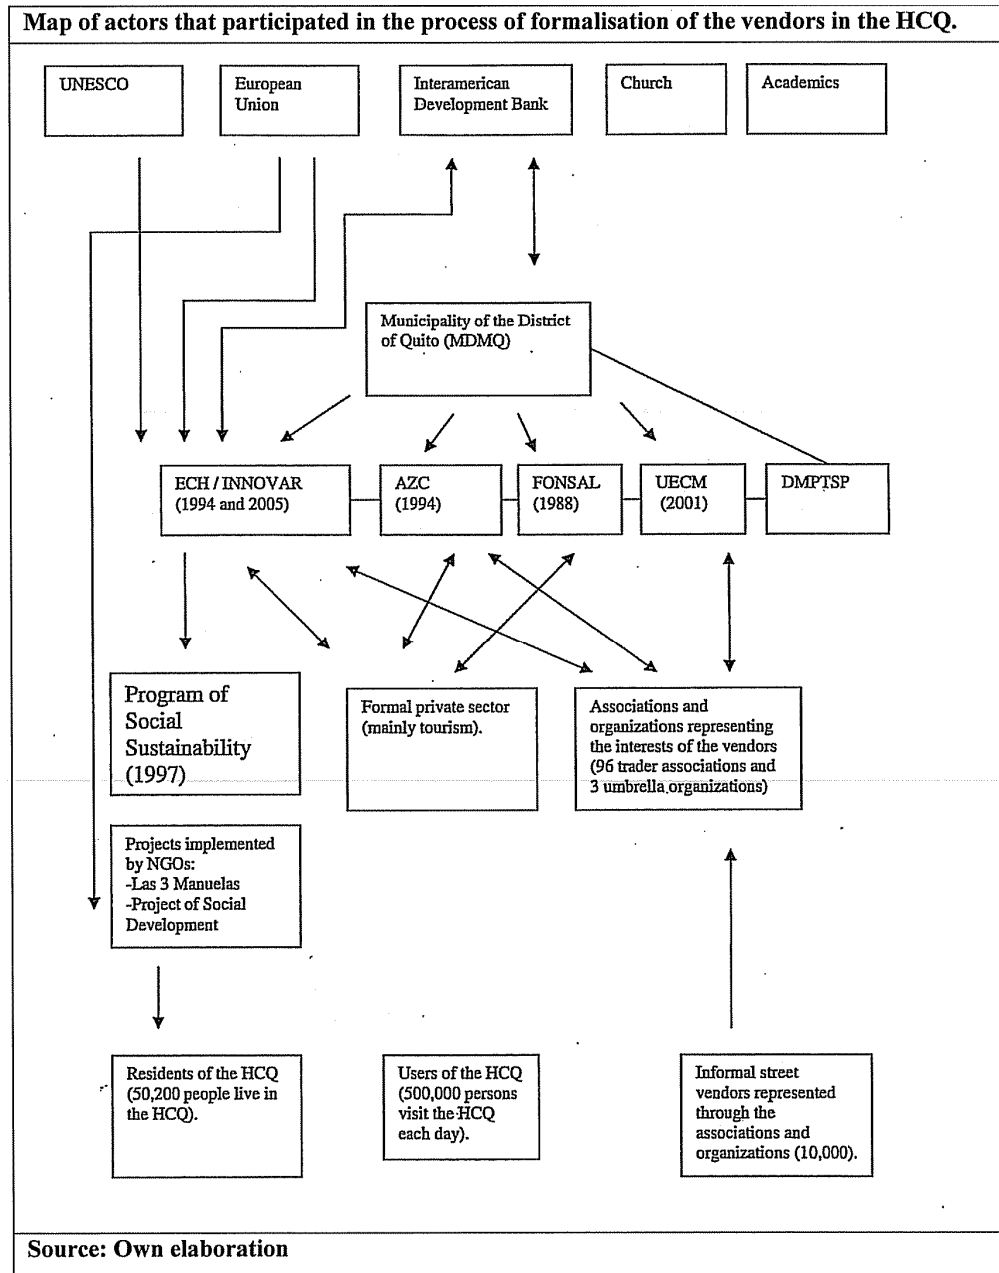 Map of actors that participated in the process of formalisation of the vendors in the HCQ.
UNESCO
European
Union
Interamerican
Development Bank
Church
Academics
Municipality of the District
of Quito (MDMQ)
ECH / INNOVAR
(1994 and 2005)
AZC
(1994)
FONSAL
(1988)
UECM
(2001)
DMPTSP
Program of
Social
Sustainability
(1997)
Formal private sector
(mainly tourism).
Associations and
organizations representing
the interests of the vendors
(96 trader associations and
3 umbrella organizations)
Projects implemented
by NGOs:
-Las 3 Manuelas
-Project of Social
Development
Residents of the HCQ
(50,200 people live in
the HCQ).
Users of the HCQ
(500,000 persons
visit the HCQ
each day).
Informal street
vendors represented
through the
associations and
organizations (10,000).
Source: Own elaboration